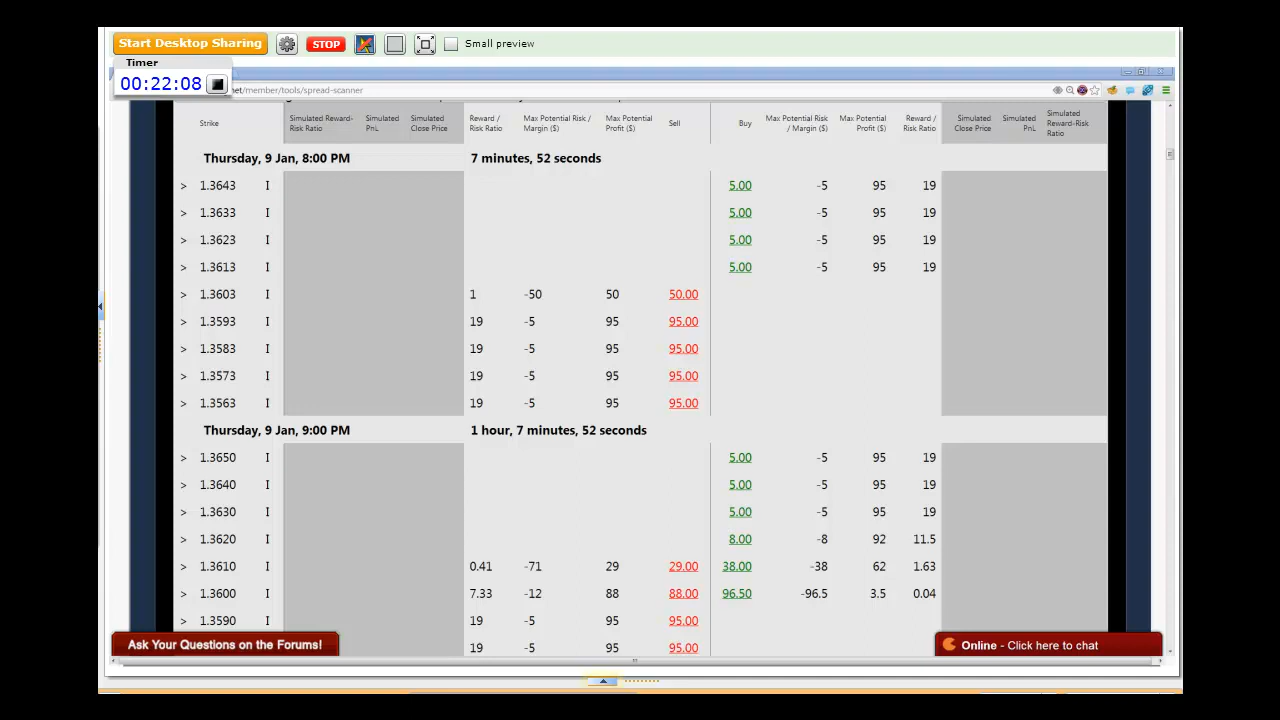 Start Desktop Sharing STOP Small preview
Timer
00:22:08 net/member/tools/spread-scanner
Strike Simulated Reward-Risk Ratio Simulated PnL Simulated Close Price Reward / Risk Ratio Max Potential Risk / Margin ($) Max Potential Profit ($) Sell Buy Max Potential Risk / Margin ($) Max Potential Profit ($) Reward / Risk Ratio Simulated Close Price Simulated PnL Simulated Reward-Risk Ratio
Thursday, 9 Jan, 8:00 PM 7 minutes, 52 seconds
> 1.3643 I 5.00 -5 95 19
> 1.3633 I 5.00 -5 95 19
> 1.3623 I 5.00 -5 95 19
> 1.3613 I 5.00 -5 95 19
> 1.3603 I 1 -50 50 50.00
> 1.3593 I 19 -5 95 95.00
> 1.3583 I 19 -5 95 95.00
> 1.3573 I 19 -5 95 95.00
> 1.3563 I 19 -5 95 95.00
Thursday, 9 Jan, 9:00 PM 1 hour, 7 minutes, 52 seconds
> 1.3650 I 5.00 -5 95 19
> 1.3640 I 5.00 -5 95 19
> 1.3630 I 5.00 -5 95 19
> 1.3620 I 8.00 -8 92 11.5
> 1.3610 I 0.41 -71 29 29.00 38.00 -38 62 1.63
> 1.3600 I 7.33 -12 88 88.00 96.50 -96.5 3.5 0.04
> 1.3590 I 19 -5 95 95.00
19 -5 95 95.00
Ask Your Questions on the Forums! Online - Click here to chat